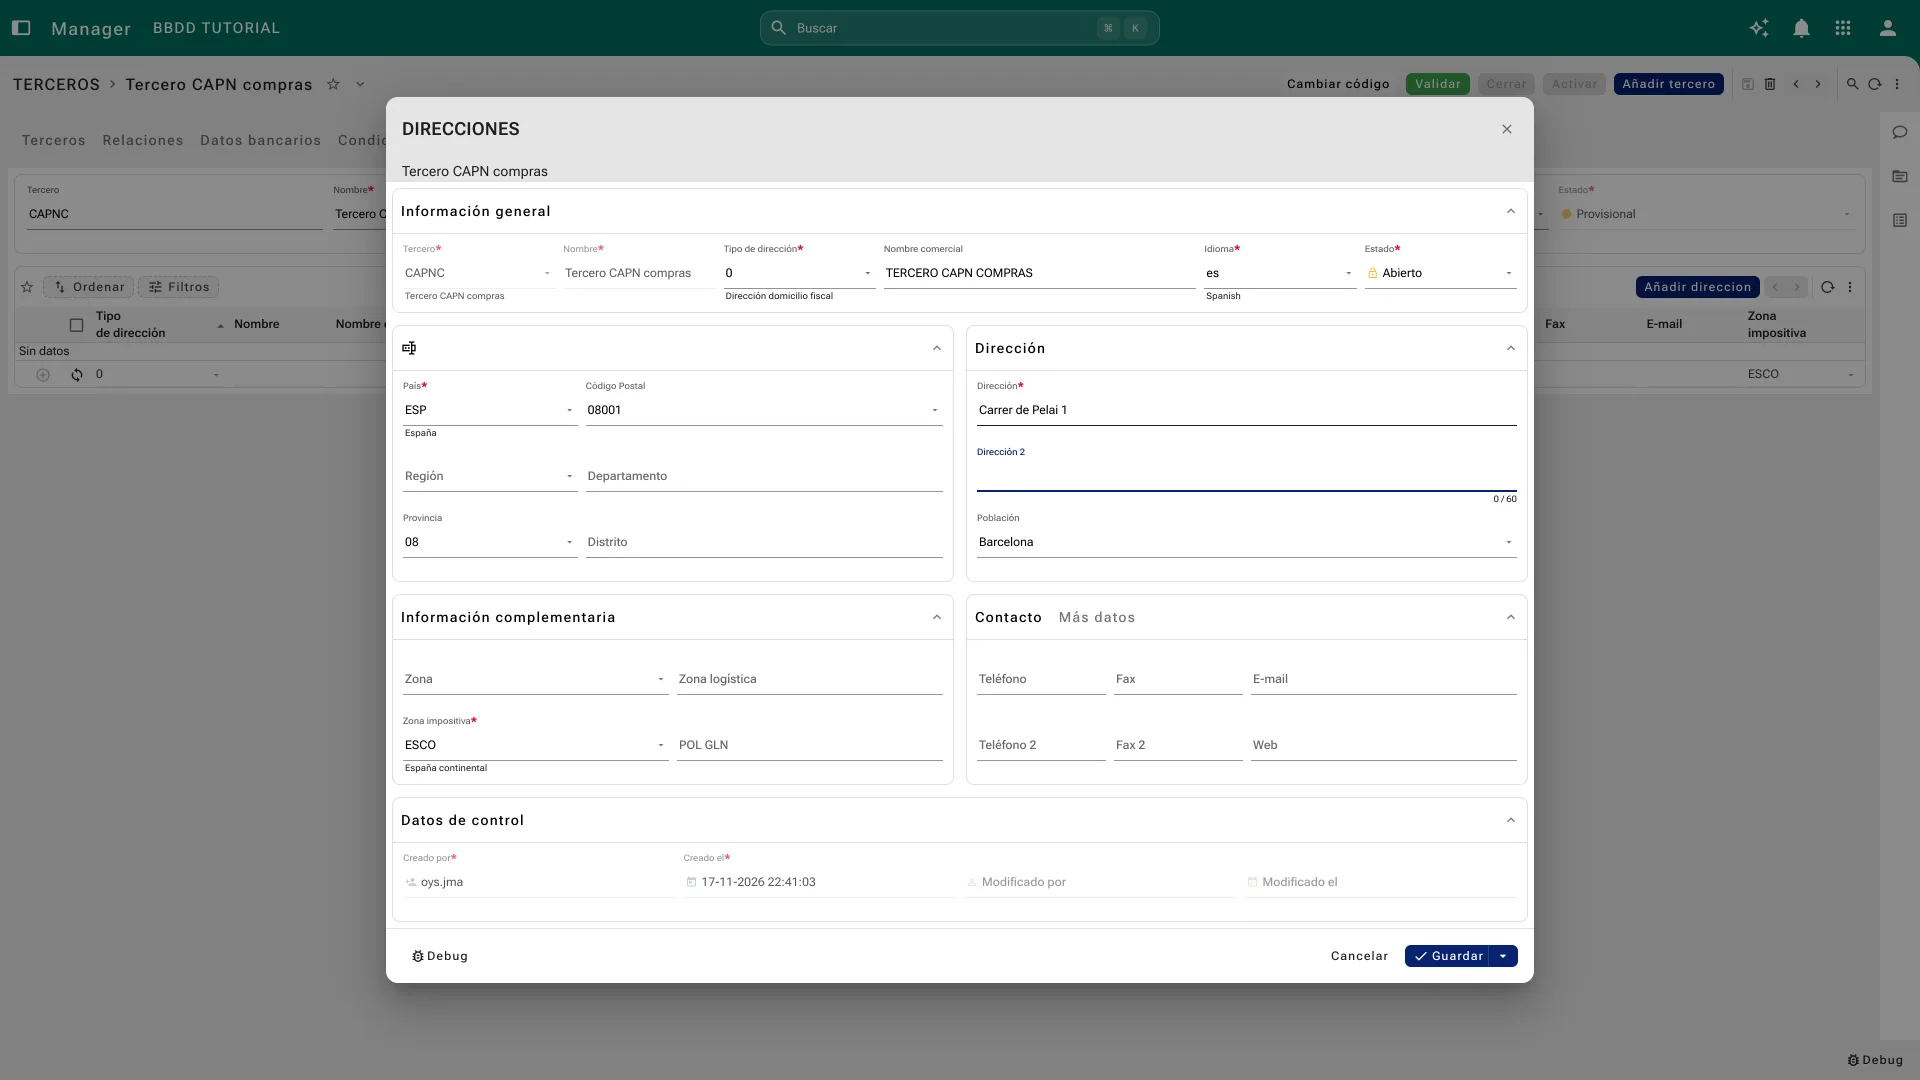 Manager BBDD TUTORIAL Buscar ⌘ K
TERCEROS > Tercero CAPN compras Cambiar código Validar Cerrar Activar Añadir tercero
Terceros Relaciones Datos bancarios Condic
Tercero Nombre* Estado*
CAPNC Tercero C Provisional
Ordenar Filtros Añadir direccion
Tipo
de dirección Nombre Nombre c Fax E-mail Zona
impositiva
Sin datos
0 ESCO
DIRECCIONES
Tercero CAPN compras
Información general
Tercero* Nombre* Tipo de dirección* Nombre comercial Idioma* Estado*
CAPNC Tercero CAPN compras 0 TERCERO CAPN COMPRAS es Abierto
Tercero CAPN compras Dirección domicilio fiscal Spanish
País* Código Postal
ESP 08001
España
Región Departamento
Provincia
08 Distrito
Dirección
Dirección*
Carrer de Pelai 1
Dirección 2
0 / 60
Población
Barcelona
Información complementaria
Zona Zona logística
Zona impositiva*
ESCO POL GLN
España continental
Contacto Más datos
Teléfono Fax E-mail
Teléfono 2 Fax 2 Web
Datos de control
Creado por* Creado el*
oys.jma 17-11-2026 22:41:03 Modificado por Modificado el
Debug Cancelar Guardar
Debug